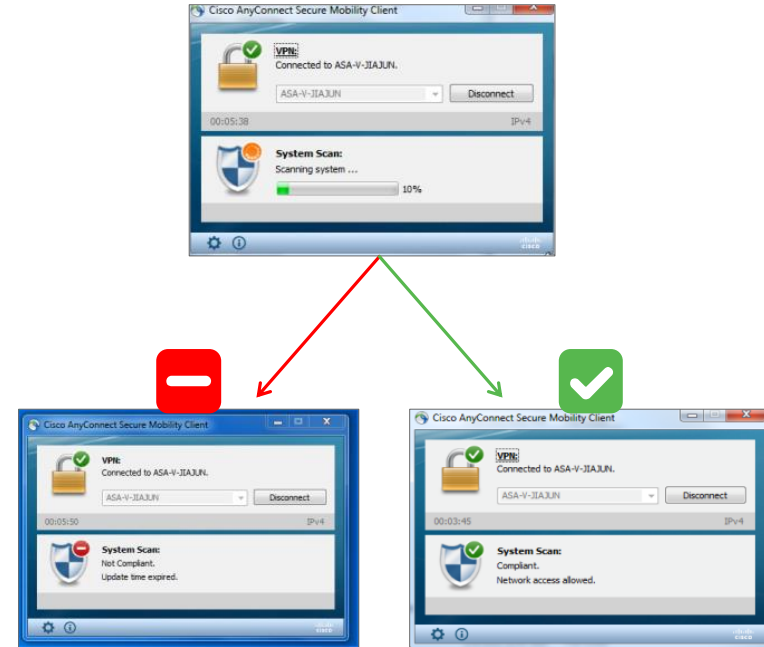 Cisco AnyConnect Secure Mobility Client
VPN:
Connected to ASA-V-JIAJUN.
ASA-V-JIAJUN
Disconnect
00:05:38
IPv4
System Scan:
Scanning system ...
10%
CISCO
Cisco AnyConnect Secure Mobility Client
VPN:
Connected to ASA-V-JIAJUN.
ASA-V-JIAJUN
Disconnect
00:05:50
IPv4
System Scan:
Not Compliant.
Update time expired.
CISCO
Cisco AnyConnect Secure Mobility Client
VPN:
Connected to ASA-V-JIAJUN.
ASA-V-JIAJUN
Disconnect
00:03:45
IPv4
System Scan:
Compliant.
Network access allowed.
CISCO